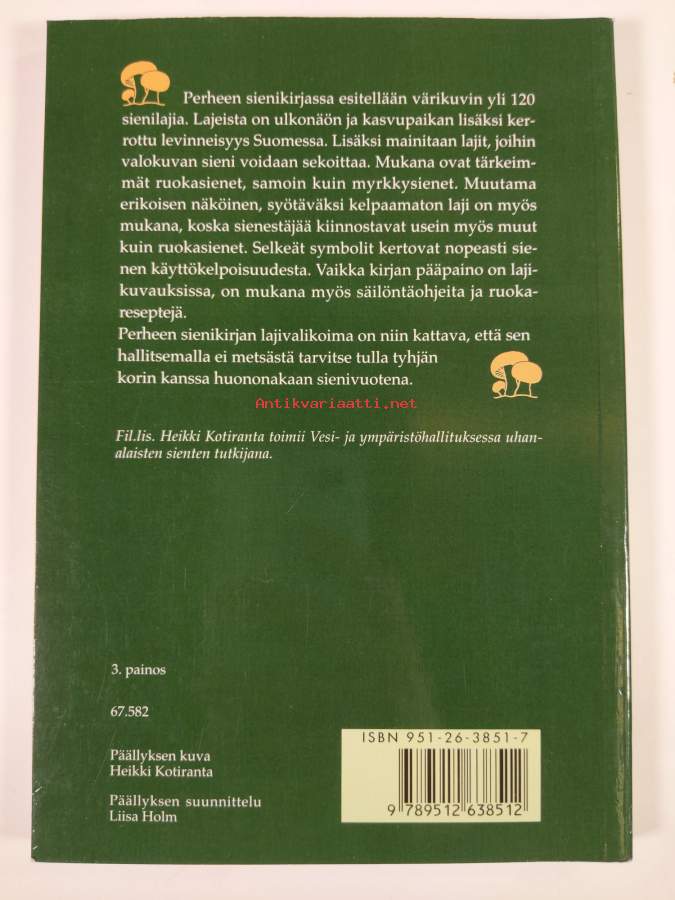 Perheen sienikirjassa esitellään värikuvin yli 120
sienilajia. Lajeista on ulkonäön ja kasvupaikan lisäksi ker-
rottu levinneisyys Suomessa. Lisäksi mainitaan lajit, joihin
valokuvan sieni voidaan sekoittaa. Mukana ovat tärkeim-
mät ruokasienet, samoin kuin myrkkysienet. Muutama
erikoisen näköinen, syötäväksi kelpaamaton laji on myös
mukana, koska sienestäjää kiinnostavat usein myös muut
kuin ruokasienet. Selkeät symbolit kertovat nopeasti sie-
nen käyttökelpoisuudesta. Vaikka kirjan pääpaino on laji-
kuvauksissa, on mukana myös säilöntäohjeita ja ruoka-
reseptejä.
Perheen sienikirjan lajivalikoima on niin kattava, että sen
hallitsemalla ei metsästä tarvitse tulla tyhjän
korin kanssa huononakaan sienivuotena.
Antikvariaatti.net
Fil.lis. Heikki Kotiranta toimii Vesi- ja ympäristöhallituksessa uhan-
alaisten sienten tutkijana.
3. painos
67.582
Päällyksen kuva
Heikki Kotiranta
Päällyksen suunnittelu
Liisa Holm
ISBN 951-26-3851-7
9 789512 638512